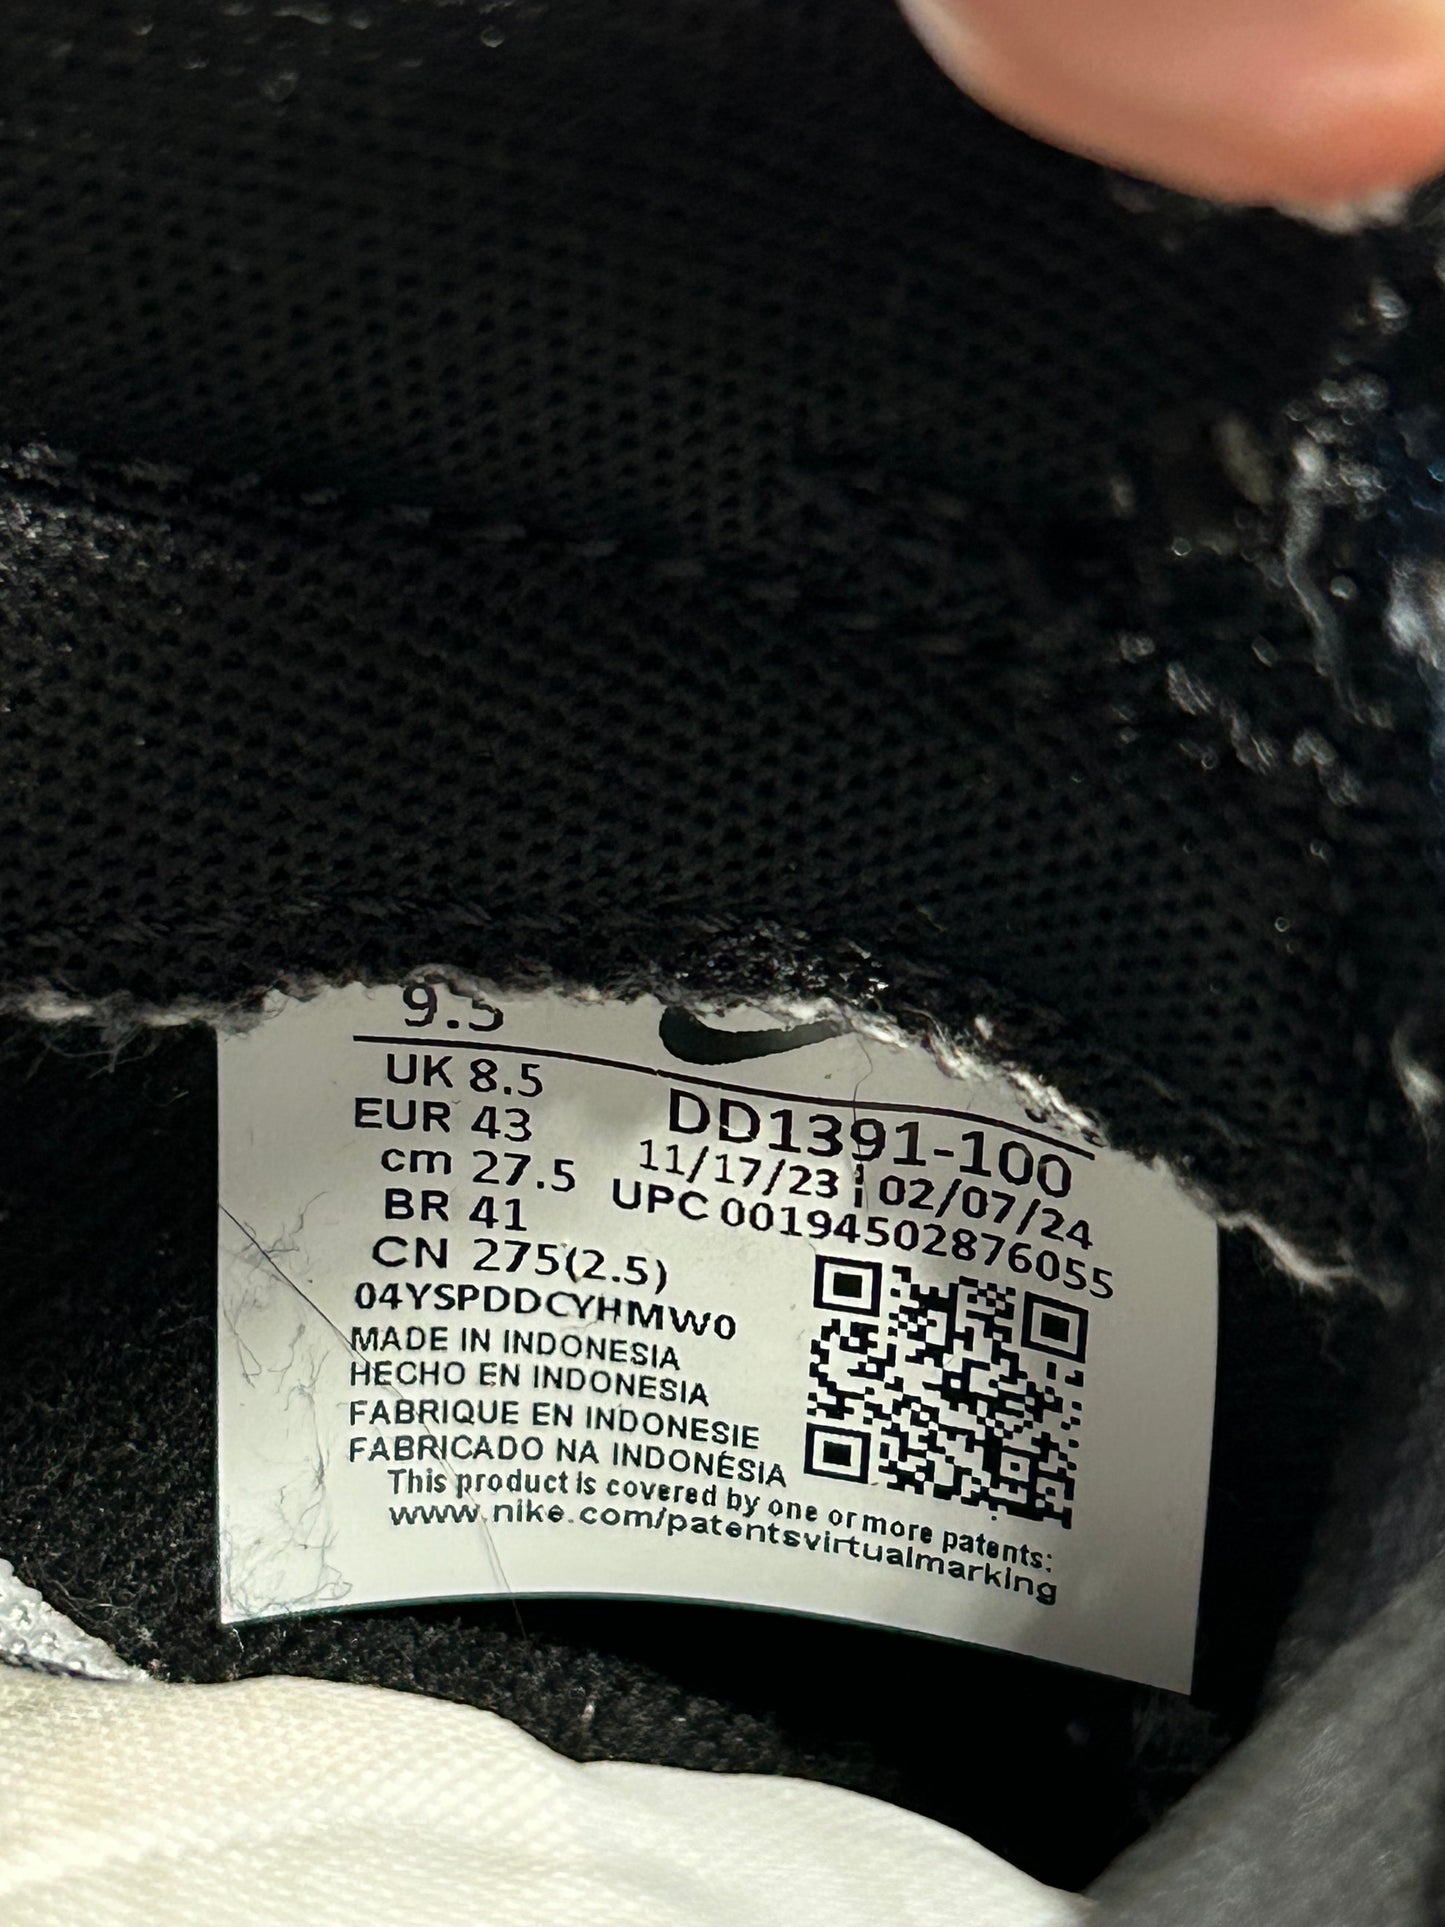 9.5
UK 8.5
EUR 43
cm 27.5
BR 41
CN 275(2.5)
DD1391-100
11/17/23 ¦ 02/07/24
UPC 00194502876055
04YSPDDCYHMW0
MADE IN INDONESIA
HECHO EN INDONESIA
FABRIQUE EN INDONESIE
FABRICADO NA INDONÉSIA
This product is covered by one or more patents:
www.nike.com/patentsvirtualmarking